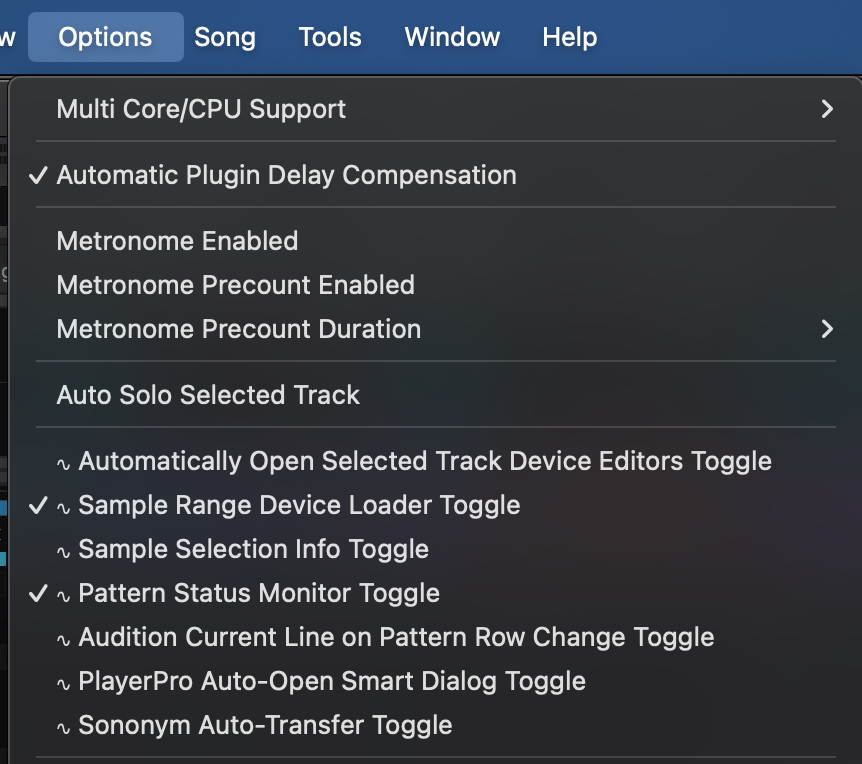 w Options Song Tools Window Help
Multi Core/CPU Support
Automatic Plugin Delay Compensation
Metronome Enabled
Metronome Precount Enabled
Metronome Precount Duration
Auto Solo Selected Track
∿ Automatically Open Selected Track Device Editors Toggle
∿ Sample Range Device Loader Toggle
∿ Sample Selection Info Toggle
∿ Pattern Status Monitor Toggle
∿ Audition Current Line on Pattern Row Change Toggle
∿ PlayerPro Auto-Open Smart Dialog Toggle
∿ Sononym Auto-Transfer Toggle